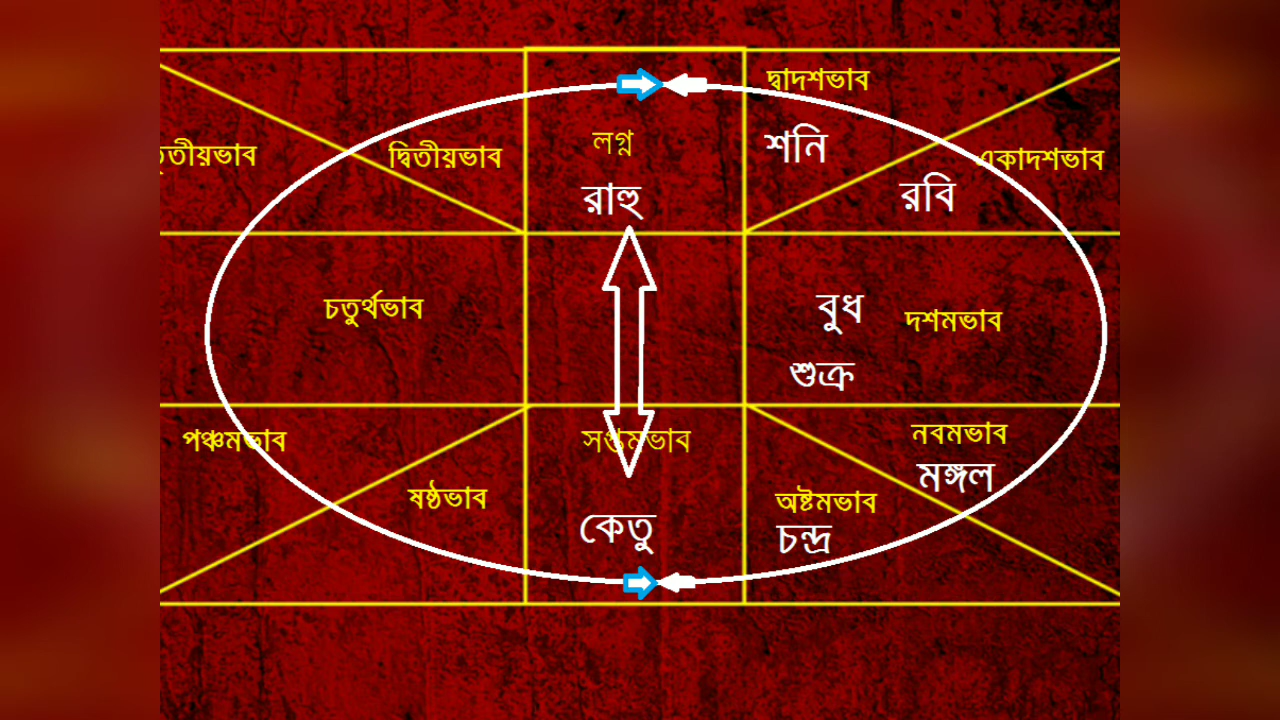 দ্বাদশভাব
লগ্ন
শনি
তৃতীয়ভাব
দ্বিতীয়ভাব
একাদশভাব
রাহু
রবি
চতুর্থভাব
বুধ
দশমভাব
শুক্র
পঞ্চমভাব
সপ্তমভাব
নবমভাব
মঙ্গল
ষষ্ঠভাব
অষ্টমভাব
কেতু
চন্দ্র